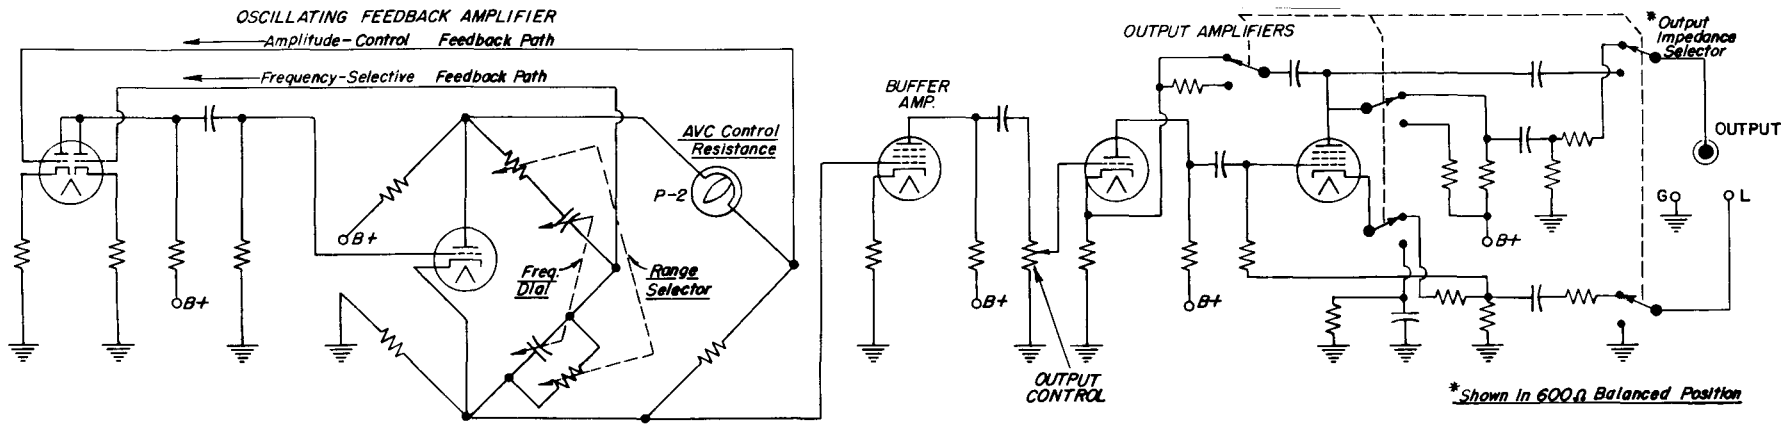 OSCILLATING FEEDBACK AMPLIFIER
Amplitude-Control Feedback Path
Frequency-Selective Feedback Path
B+
B+
AVC Control
Resistance
P-2
Freq.
Dial
Range
Selector
BUFFER
AMP.
B+
OUTPUT
CONTROL
OUTPUT AMPLIFIERS
B+
B+
*Output
Impedance
Selector
OUTPUT
G
L
*Shown in 600Ω Balanced Position